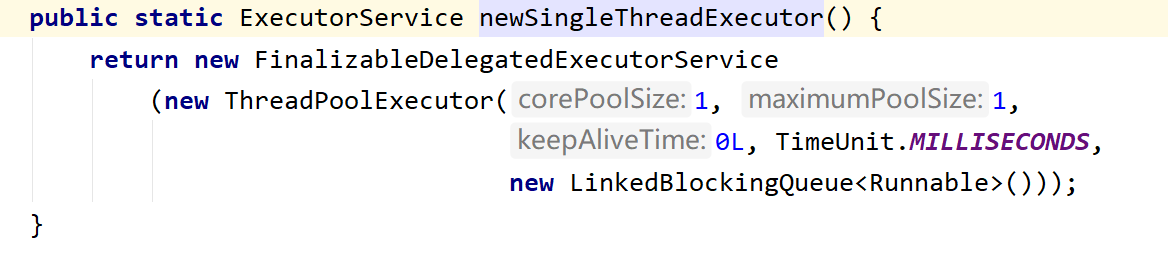 public static ExecutorService newSingleThreadExecutor() {
return new FinalizableDelegatedExecutorService
(new ThreadPoolExecutor( corePoolSize: 1, maximumPoolSize: 1,
keepAliveTime: 0L, TimeUnit.MILLISECONDS,
new LinkedBlockingQueue<Runnable>()));
}